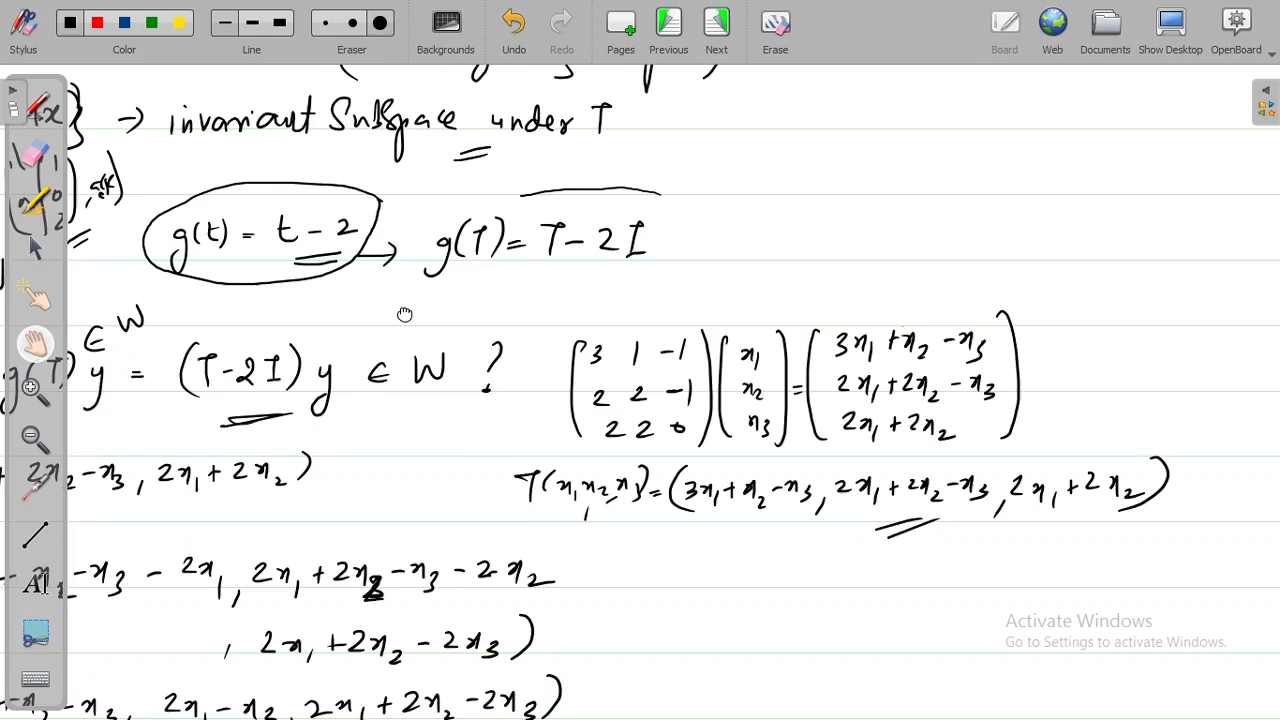 Stylus Color Line Eraser Backgrounds Undo Redo Pages Previous Next Erase Board Web Documents Show Desktop OpenBoard
} → invariant Subspace under T
g(t) = t - 2 → g(T) = T - 2I
y ∈ W = (T-2I) y ∈ W ?
( 3 1 -1 ) ( x₁ ) = ( 3x₁ + x₂ - x₃ )
( 2 2 -1 ) ( x₂ ) ( 2x₁ + 2x₂ - x₃ )
( 2 2 0 ) ( x₃ ) ( 2x₁ + 2x₂ )
2x₂ - x₃, 2x₁ + 2x₂)
T(x₁, x₂, x₃) = (3x₁ + x₂ - x₃, 2x₁ + 2x₂ - x₃, 2x₁ + 2x₂)
- x₃ - 2x₁, 2x₁ + 2x₂ - x₃ - 2x₂
, 2x₁ + 2x₂ - 2x₃)
- x₂, 2x₁ - x₂, 2x₁ + 2x₂ - 2x₃)
Activate Windows
Go to Settings to activate Windows.